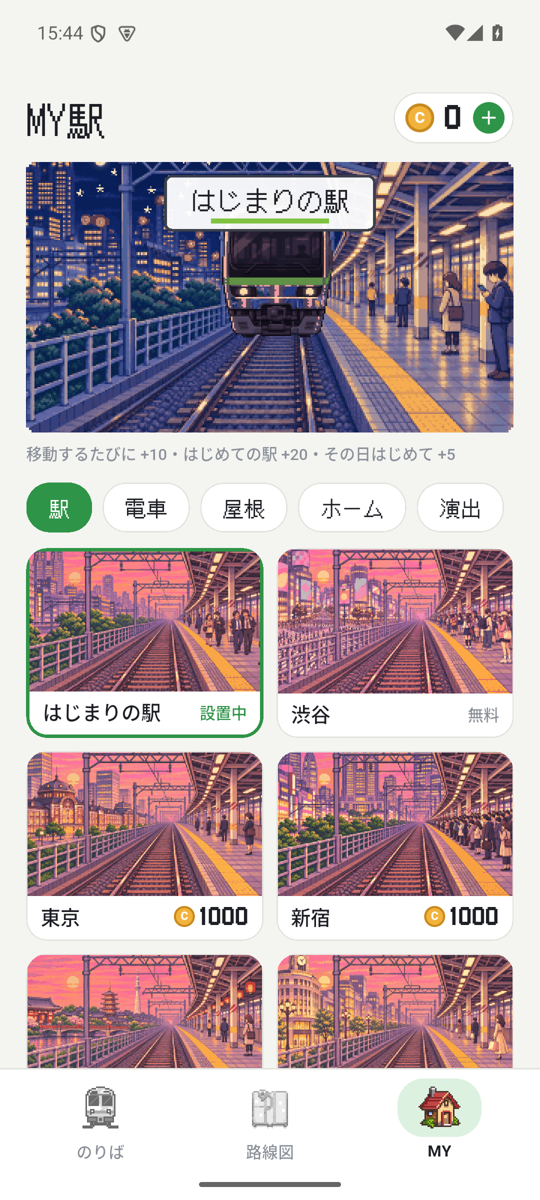 15:44
MY駅
C 0 +
はじまりの駅
移動するたびに +10・はじめての駅 +20・その日はじめて +5
駅 電車 屋根 ホーム 演出
はじまりの駅 設置中
渋谷 無料
東京 C 1000
新宿 C 1000
のりば 路線図 MY